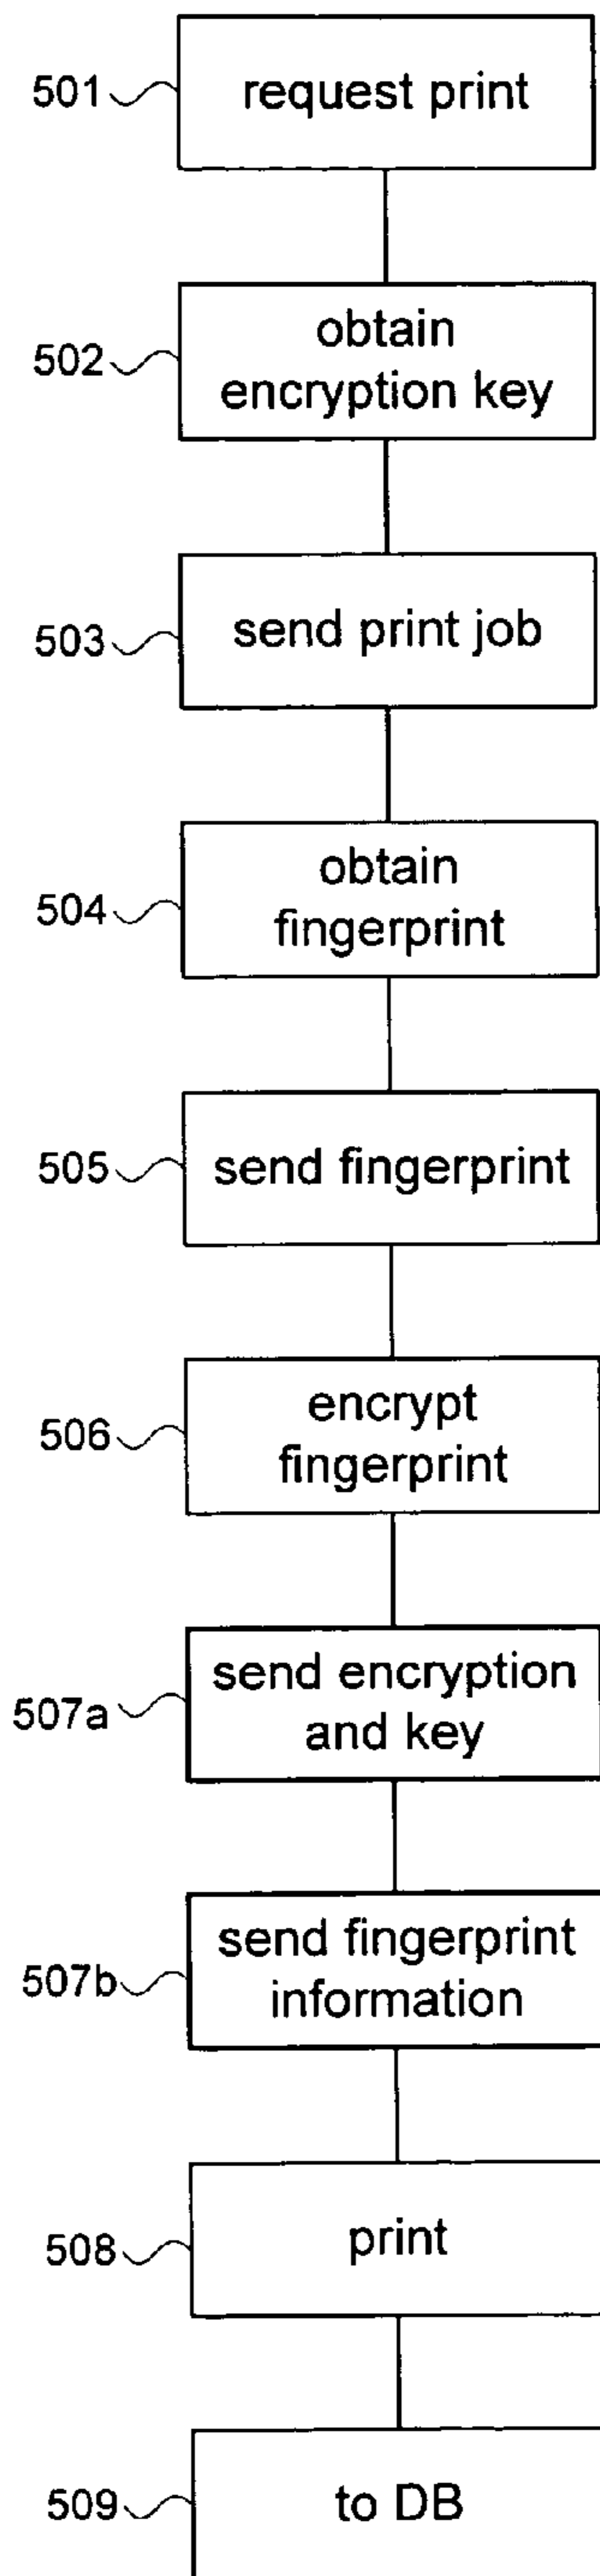 501
request print
502
obtain
encryption key
503
send print job
504
obtain
fingerprint
505
send fingerprint
506
encrypt
fingerprint
507a
send encryption
and key
507b
send fingerprint
information
508
print
509
to DB